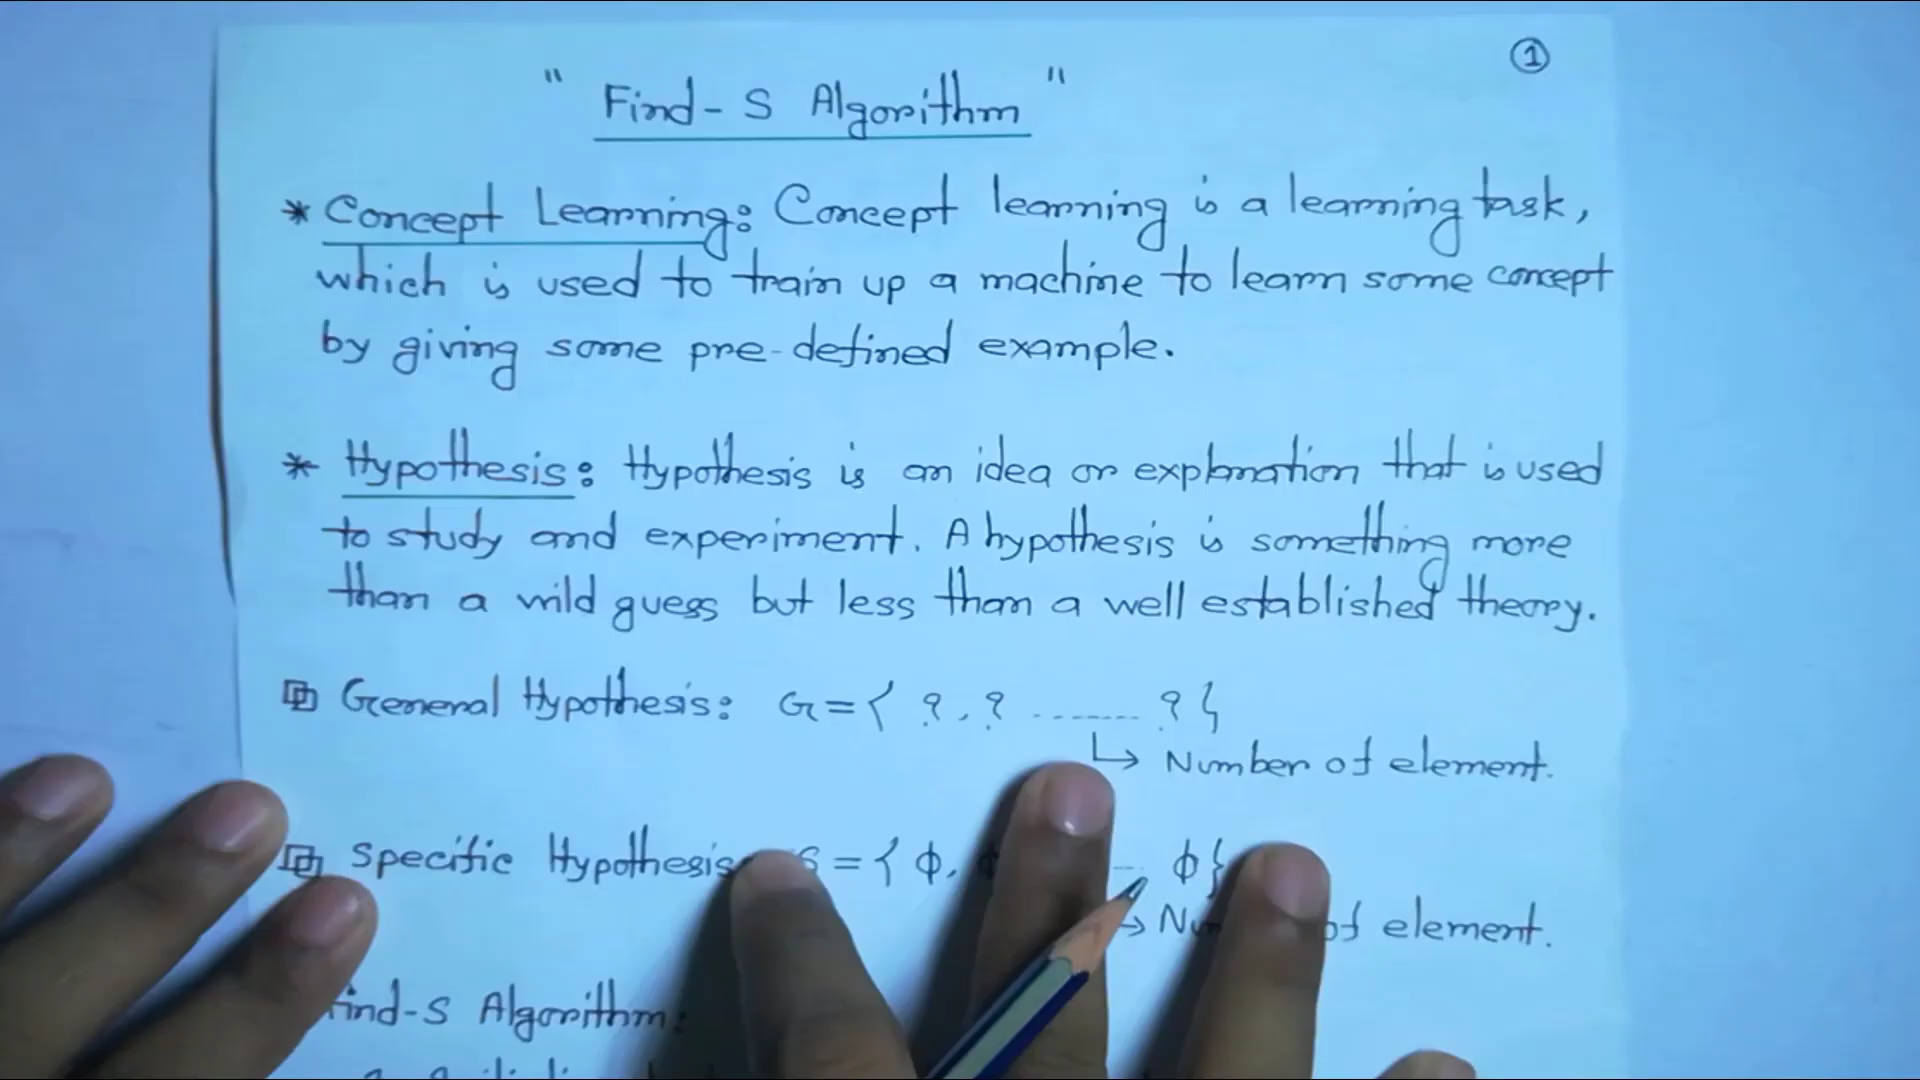 ①
" Find-S Algorithm "
* Concept Learning: Concept learning is a learning task,
which is used to train up a machine to learn some concept
by giving some pre-defined example.
* Hypothesis: Hypothesis is an idea or explanation that is used
to study and experiment. A hypothesis is something more
than a wild guess but less than a well established theory.
General Hypothesis: G = { ?, ? ........ ? }
↳ Number of element.
Specific Hypothesis S = { ϕ, ... ϕ }
→ of element.
Find-S Algorithm: